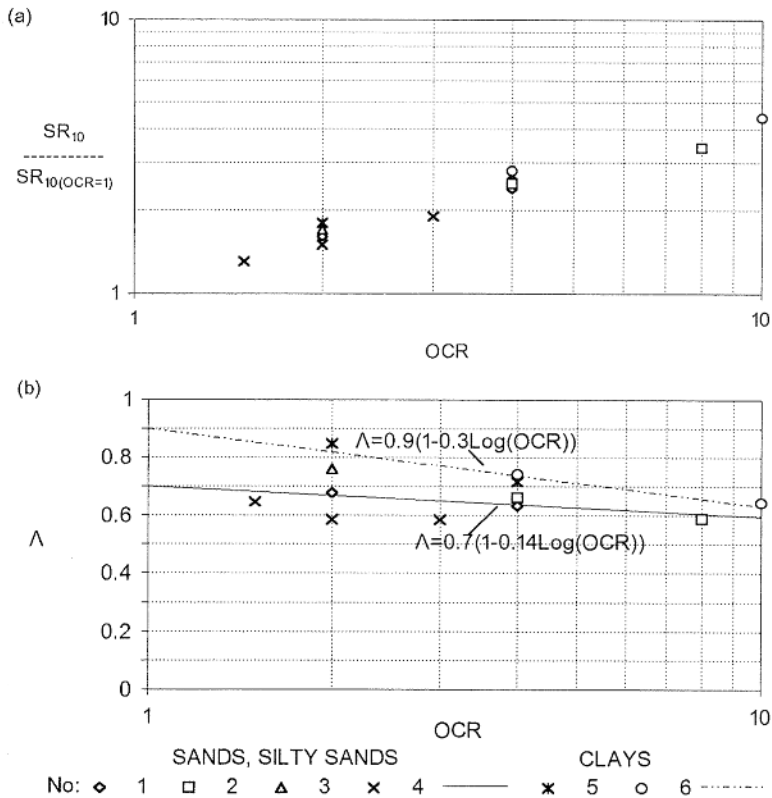 (a)
10
SR10
SR10(OCR=1)
1
1
10
OCR
(b)
1
0.8
0.6
Λ
0.4
0.2
0
Λ=0.9(1-0.3Log(OCR))
Λ=0.7(1-0.14Log(OCR))
1
OCR
10
SANDS, SILTY SANDS CLAYS
No: 1 2 3 4 5 6